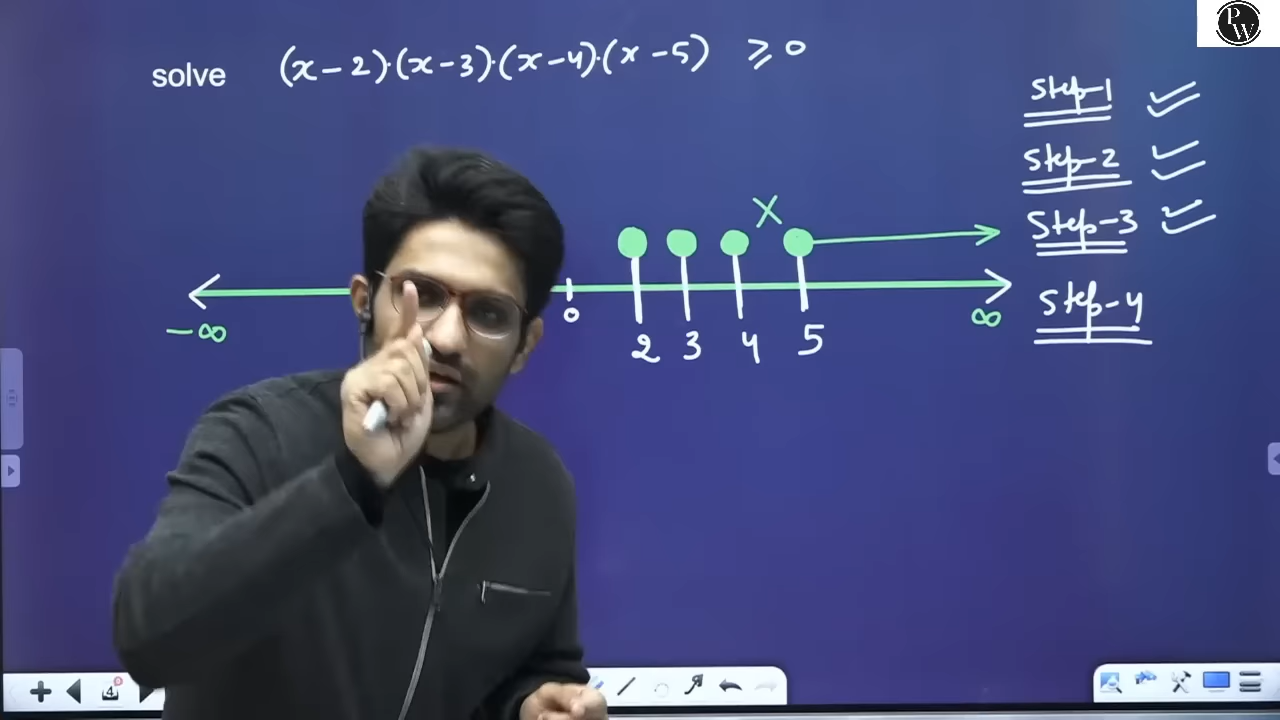 P
W
solve (x-2)·(x-3)·(x-4)·(x-5) ≥ 0
Step-1
Step-2
Step-3
Step-4
X
-∞ 0 2 3 4 5 ∞
4